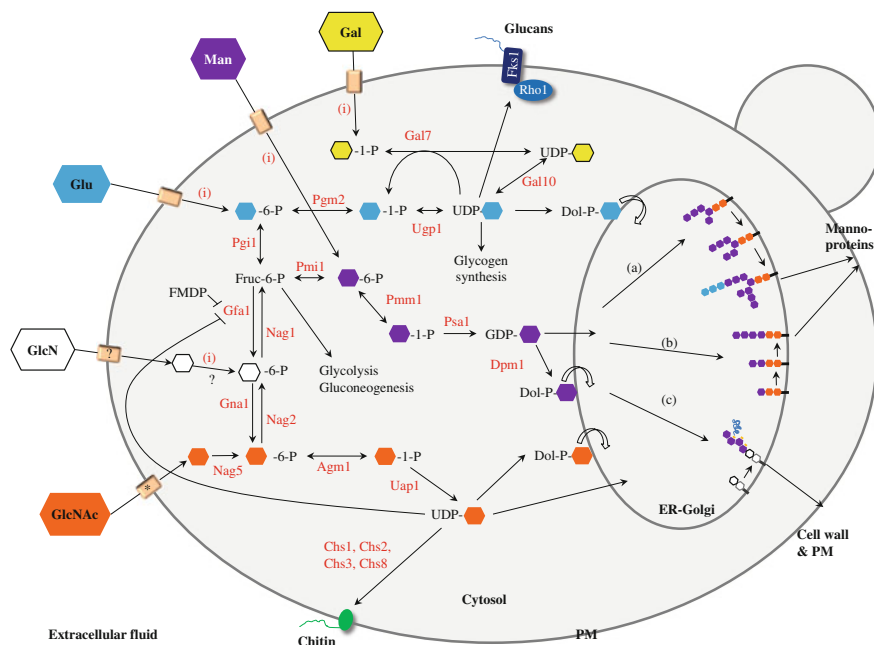 Glucans
Gal
Man
Fks1
Rho1
(i)
Gal7
-1-P
UDP-
(i)
Gal10
Glu
(i)
-6-P
Pgm2
-1-P
Ugp1
UDP-
Dol-P-
Pgi1
Glycogen
synthesis
Manno-
proteins
(a)
Fruc-6-P
Pmi1
-6-P
FMDP
Gfa1
Pmm1
Nag1
-1-P
Psa1
GDP-
(b)
GlcN
?
(i)
?
-6-P
Glycolysis
Gluconeogenesis
Dpm1
Dol-P-
Gna1
Nag2
(c)
GPI
Nag5
-6-P
Agm1
-1-P
Dol-P-
Uap1
GlcNAc
*
UDP-
ER-Golgi
Cell wall
& PM
Chs1, Chs2,
Chs3, Chs8
Cytosol
Extracellular fluid
Chitin
PM